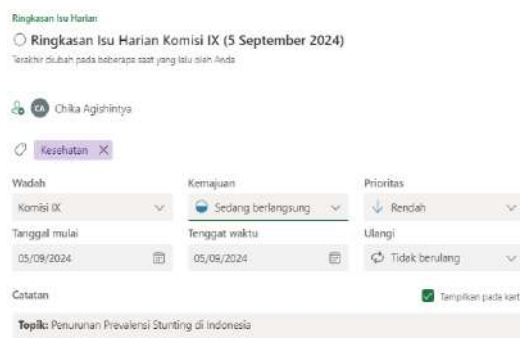 Ringkasan Isu Harian
Ringkasan Isu Harian Komisi IX (5 September 2024)
Terakhir diubah pada beberapa saat yang lalu oleh Anda
CA Chika Agishintya
Kesehatan
Wadah Kemajuan Prioritas
Komisi IX Sedang berlangsung Rendah
Tanggal mulai Tenggat waktu Ulangi
05/09/2024 05/09/2024 Tidak berulang
Catatan Tampilkan pada kart
Topik: Penurunan Prevalensi Stunting di Indonesia